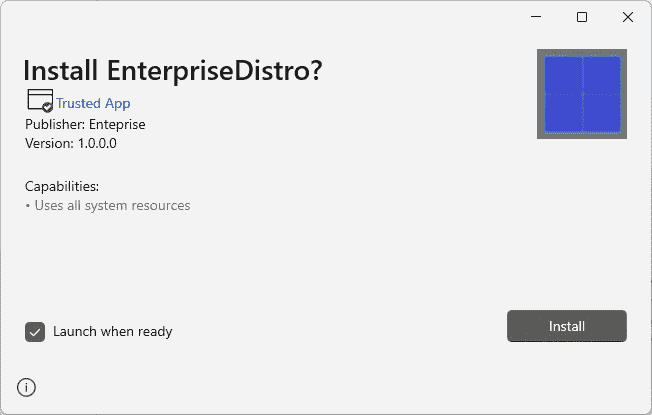 Install EnterpriseDistro?
Trusted App
Publisher: Enteprise
Version: 1.0.0.0
Capabilities:
• Uses all system resources
Launch when ready
Install